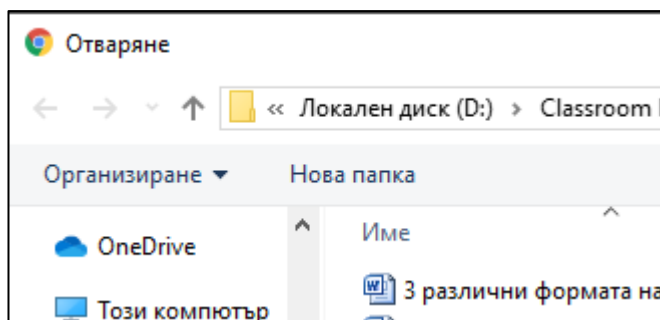 Отваряне
« Локален диск (D:) › Classroom
Организиране Нова папка
Име
OneDrive
3 различни формата на
Този компютър